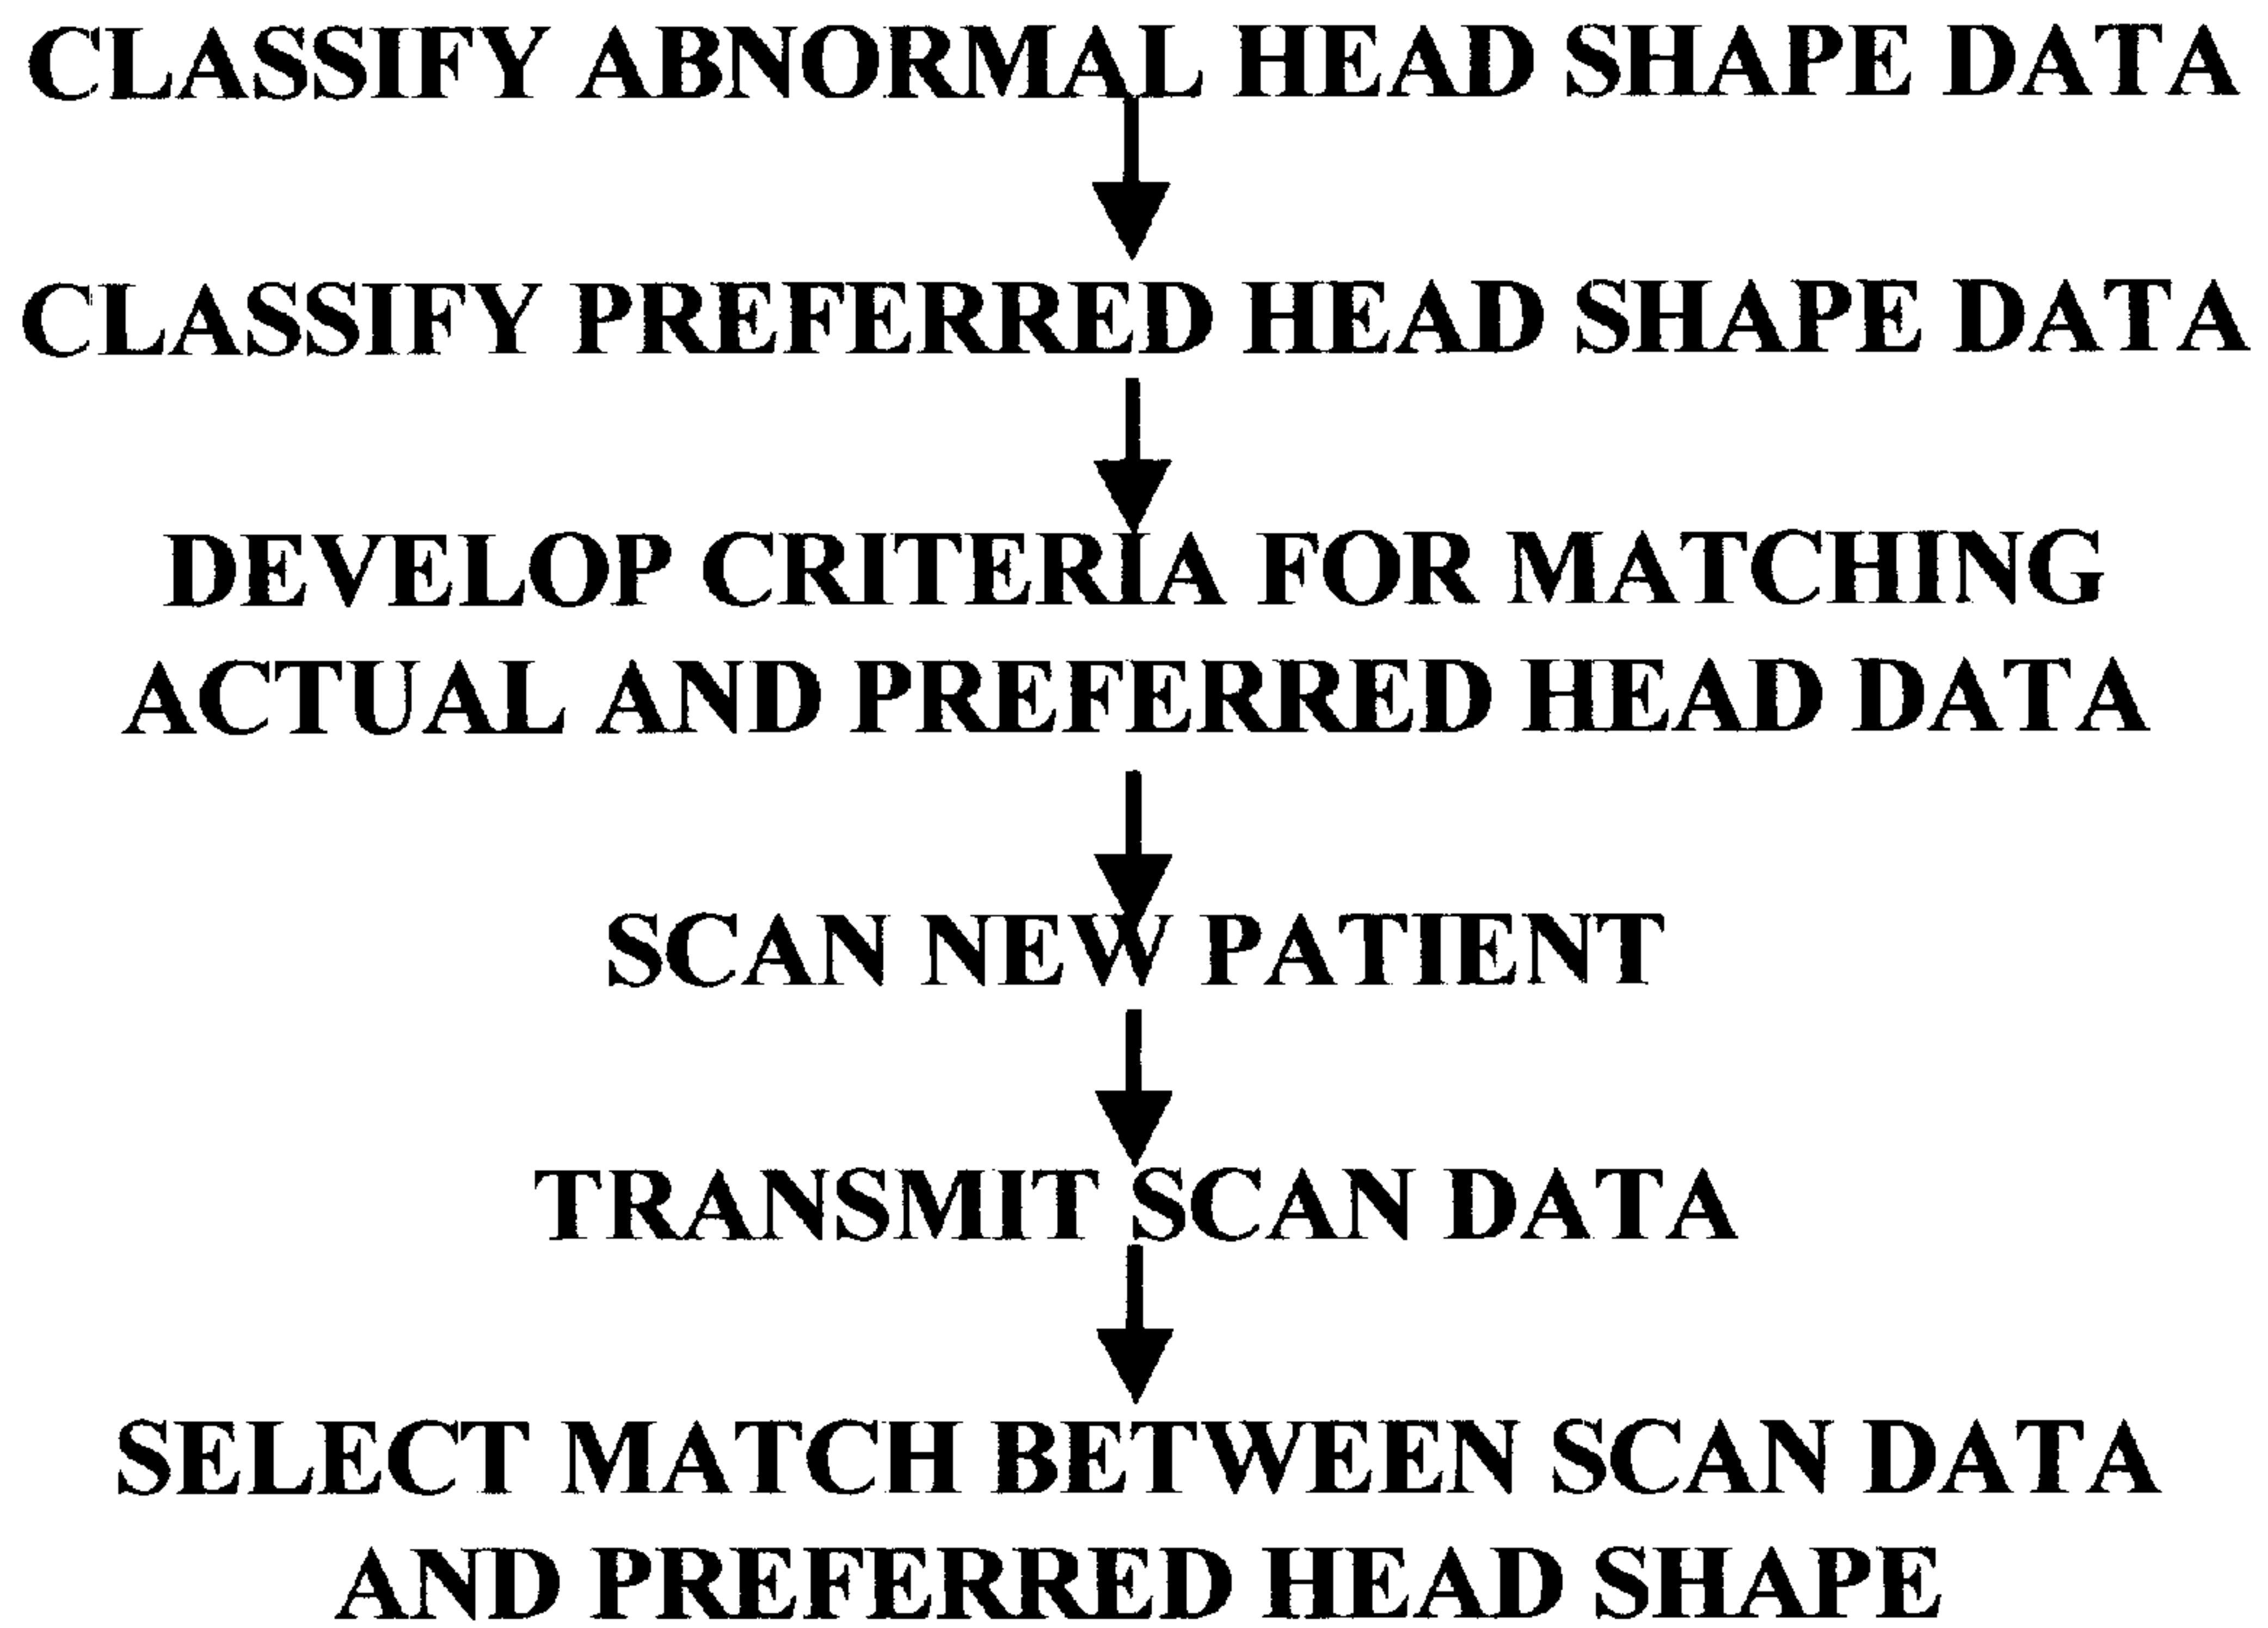 CLASSIFY ABNORMAL HEAD SHAPE DATA
CLASSIFY PREFERRED HEAD SHAPE DATA
DEVELOP CRITERIA FOR MATCHING
ACTUAL AND PREFERRED HEAD DATA
SCAN NEW PATIENT
TRANSMIT SCAN DATA
SELECT MATCH BETWEEN SCAN DATA
AND PREFERRED HEAD SHAPE